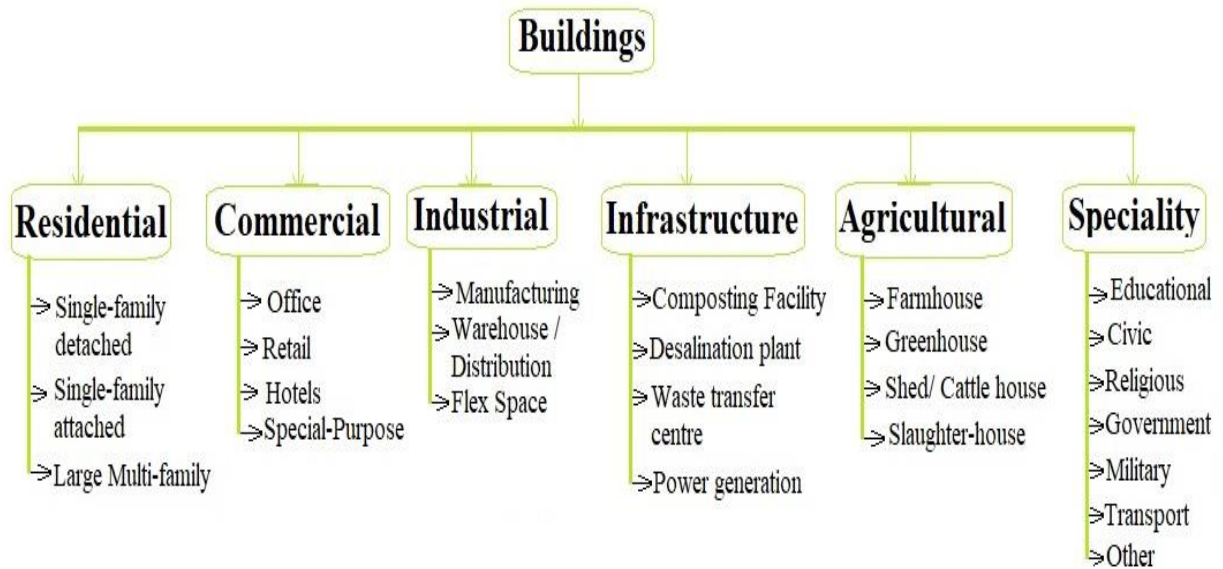 Buildings
Residential
Single-family
detached
Single-family
attached
Large Multi-family
Commercial
Office
Retail
Hotels
Special-Purpose
Industrial
Manufacturing
Warehouse /
Distribution
Flex Space
Infrastructure
Composting Facility
Desalination plant
Waste transfer
centre
Power generation
Agricultural
Farmhouse
Greenhouse
Shed/ Cattle house
Slaughter-house
Speciality
Educational
Civic
Religious
Government
Military
Transport
Other